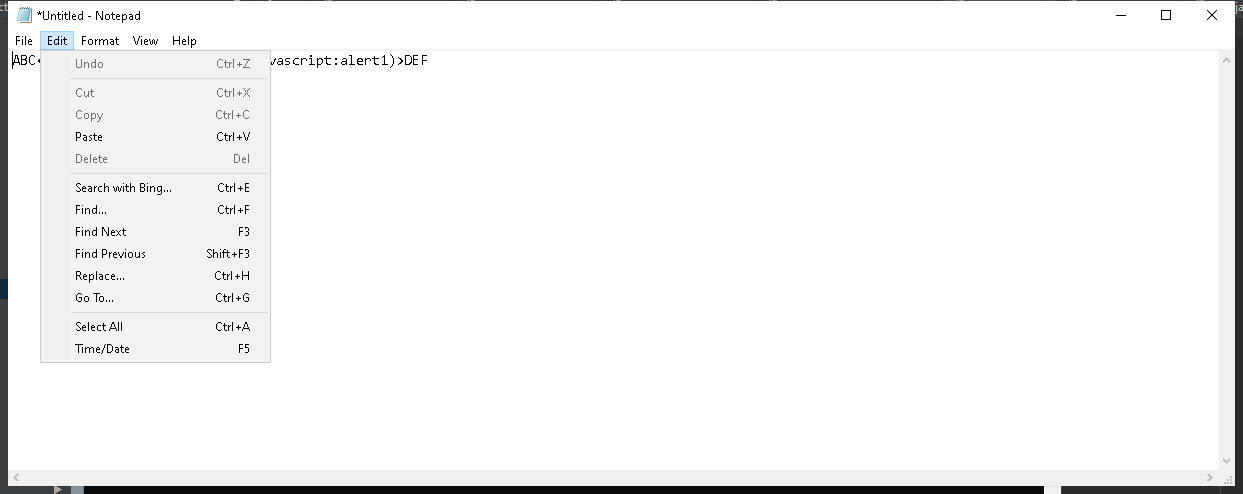 *Untitled - Notepad
File Edit Format View Help
ABC vascript:alert1)>DEF
Undo Ctrl+Z
Cut Ctrl+X
Copy Ctrl+C
Paste Ctrl+V
Delete Del
Search with Bing... Ctrl+E
Find... Ctrl+F
Find Next F3
Find Previous Shift+F3
Replace... Ctrl+H
Go To... Ctrl+G
Select All Ctrl+A
Time/Date F5